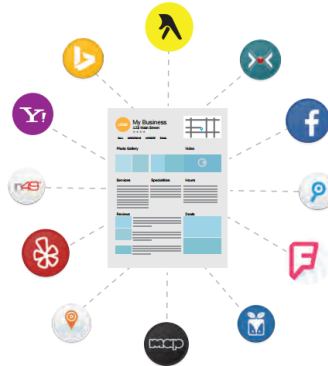 My Business
123 Main Street
Photo Gallery
Video
Services
Specialties
Hours
Reviews
Deals
Y!
n49
map